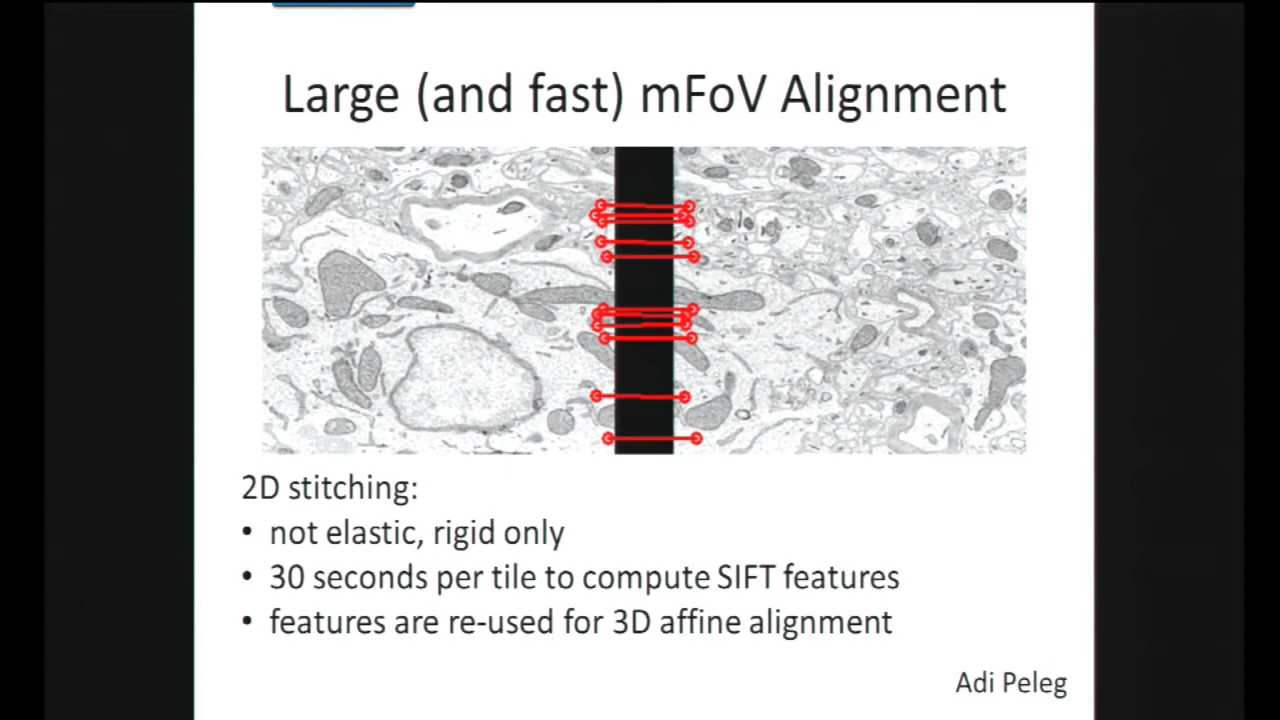 Large (and fast) mFoV Alignment
2D stitching:
• not elastic, rigid only
• 30 seconds per tile to compute SIFT features
• features are re-used for 3D affine alignment
Adi Peleg